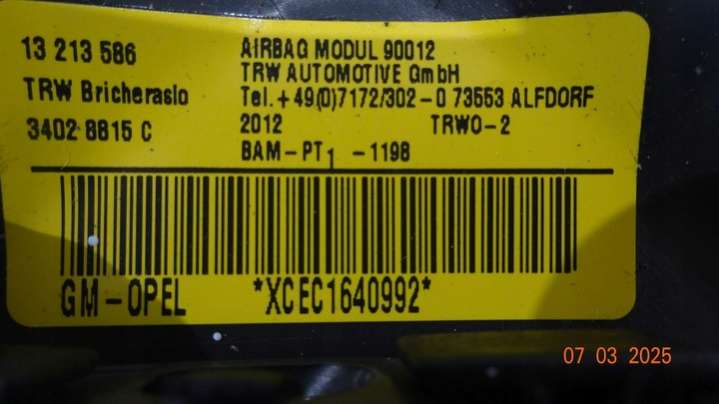 13 213 586
TRW Bricherasio
3402 8815 C
AIRBAG MODUL 90012
TRW AUTOMOTIVE GmbH
Tel.+49(0)7172/302-0 73553 ALFDORF
2012 TRWO-2
BAM-PT1 -1198
GM-OPEL *XCEC1640992*
07 03 2025